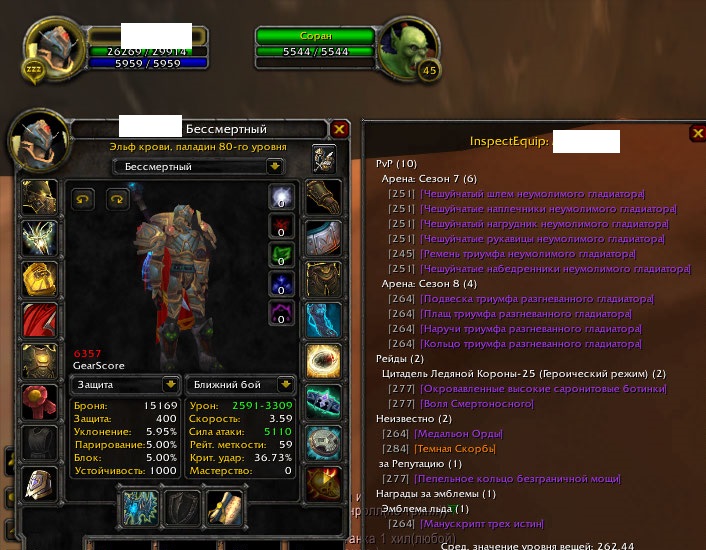 26269 / 29914
5959 / 5959
zzz
Соран
5544 / 5544
45
Бессмертный
Эльф крови, паладин 80-го уровня
Бессмертный
0
0
0
0
0
6357
GearScore
Защита
Броня: 15169
Защита: 400
Уклонение: 5.95%
Парирование: 5.00%
Блок: 5.00%
Устойчивость: 1000
Ближний бой
Урон: 2591-3309
Скорость: 3.59
Сила атаки: 5110
Рейт. меткости: 59
Крит. удар: 36.73%
Мастерство: 0
InspectEquip:
PvP (10)
Арена: Сезон 7 (6)
[251] [Чешуйчатый шлем неумолимого гладиатора]
[251] [Чешуйчатые наплечники неумолимого гладиатора]
[251] [Чешуйчатый нагрудник неумолимого гладиатора]
[251] [Чешуйчатые рукавицы неумолимого гладиатора]
[245] [Ремень триумфа неумолимого гладиатора]
[251] [Чешуйчатые набедренники неумолимого гладиатора]
Арена: Сезон 8 (4)
[264] [Подвеска триумфа разгневанного гладиатора]
[264] [Плащ триумфа разгневанного гладиатора]
[264] [Наручи триумфа разгневанного гладиатора]
[264] [Кольцо триумфа разгневанного гладиатора]
Рейды (2)
Цитадель Ледяной Короны-25 (Героический режим) (2)
[277] [Окровавленные высокие саронитовые ботинки]
[277] [Воля Смертоносного]
Неизвестно (2)
[264] [Медальон Орды]
[284] [Темная Скорбь]
за Репутацию (1)
[277] [Пепельное кольцо безграничной мощи]
Награды за эмблемы (1)
Эмблема льда (1)
[264] [Манускрипт трех истин]
анка 1 хил(любой)
Сред. значение уровня вещей: 262.44